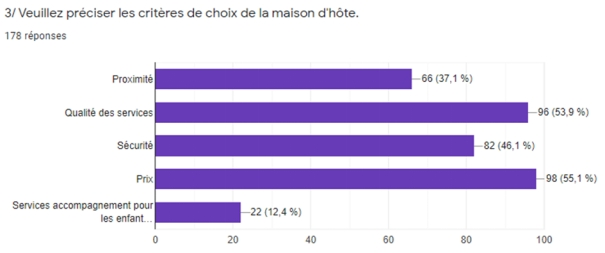 3/ Veuillez préciser les critères de choix de la maison d'hôte.
178 réponses
Proximité
66 (37,1 %)
Qualité des services
96 (53,9 %)
Sécurité
82 (46,1 %)
Prix
98 (55,1 %)
Services accompagnement pour
les enfant…
22 (12,4 %)
0 20 40 60 80 100